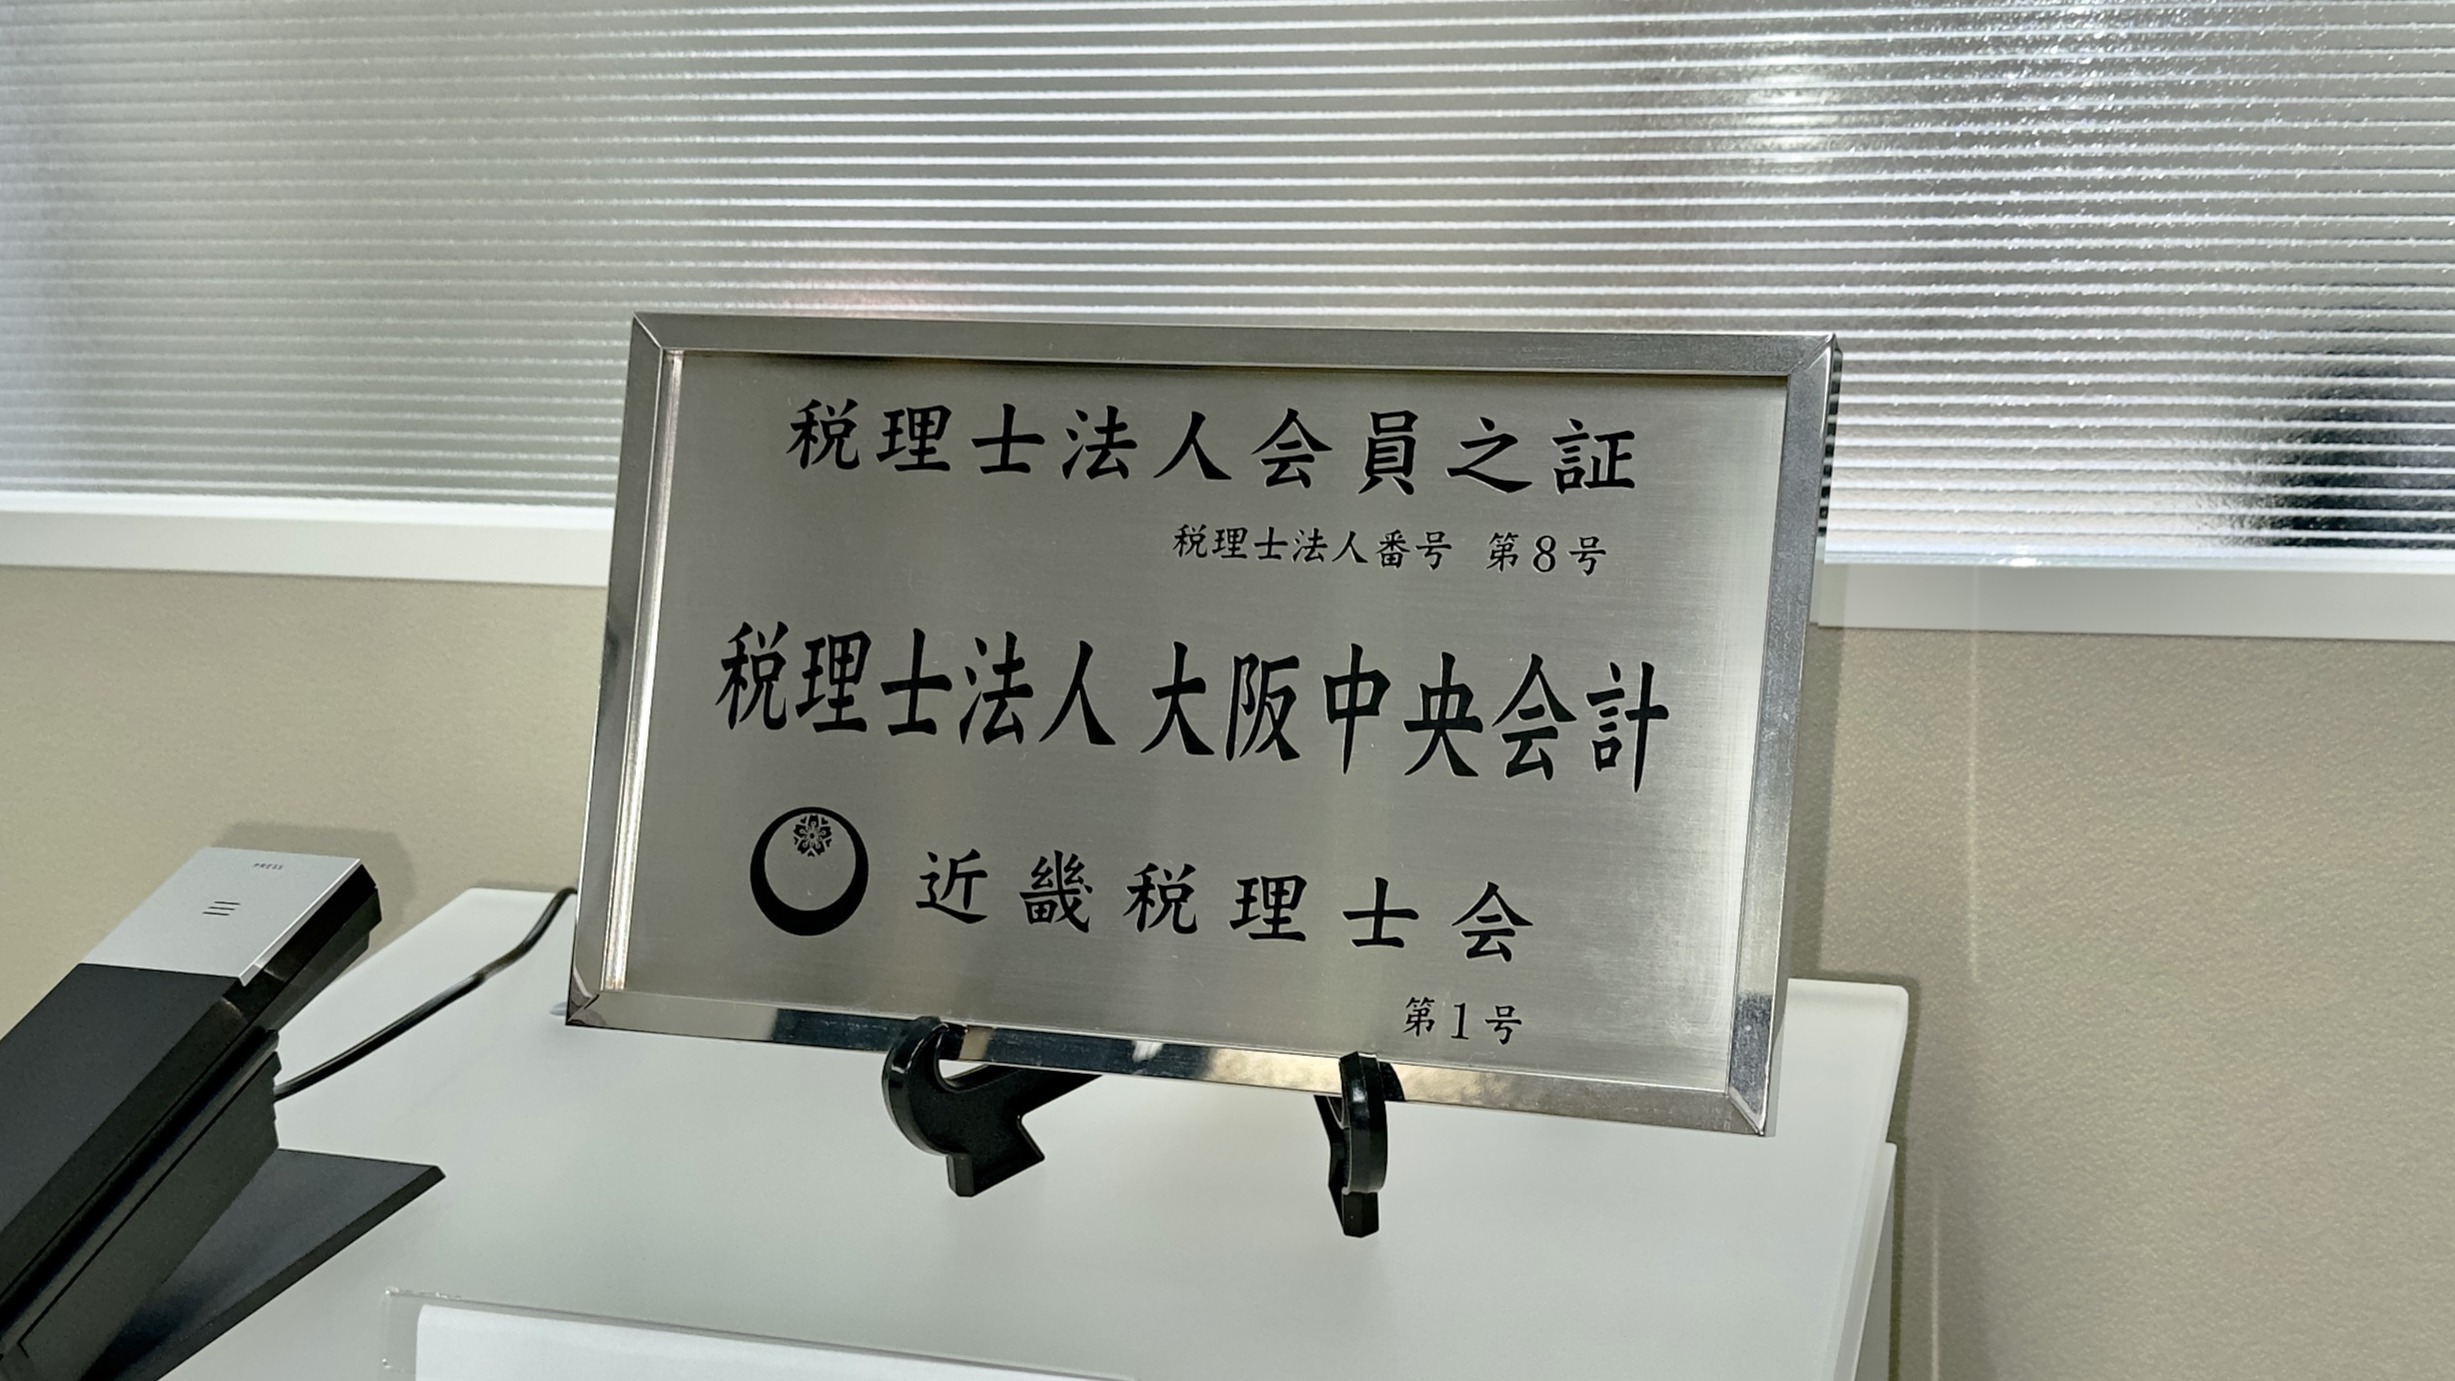 税理士法人会員之証
税理士法人番号 第8号
税理士法人 大阪中央会計
近畿税理士会
第1号
PRESS